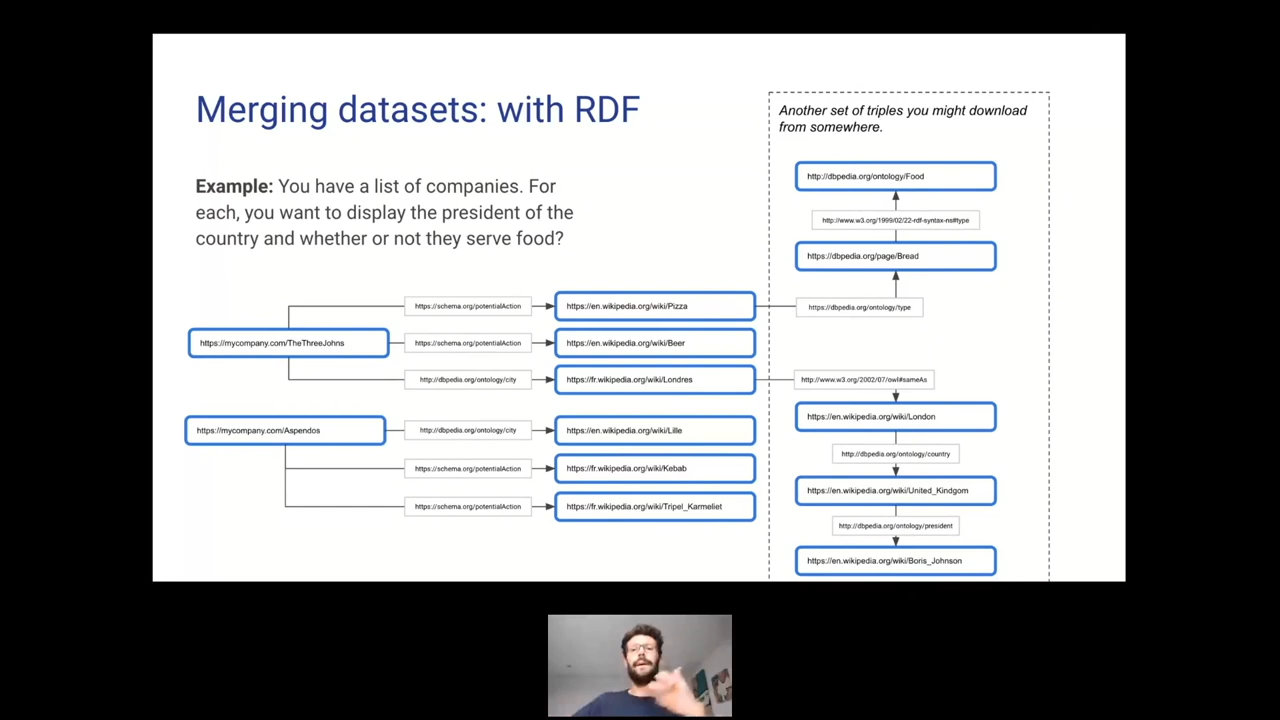 Merging datasets: with RDF
Example: You have a list of companies. For
each, you want to display the president of the
country and whether or not they serve food?
https://mycompany.com/TheThreeJohns
https://schema.org/potentialAction
https://en.wikipedia.org/wiki/Pizza
https://schema.org/potentialAction
https://en.wikipedia.org/wiki/Beer
http://dbpedia.org/ontology/city
https://fr.wikipedia.org/wiki/Londres
https://mycompany.com/Aspendos
http://dbpedia.org/ontology/city
https://en.wikipedia.org/wiki/Lille
https://schema.org/potentialAction
https://fr.wikipedia.org/wiki/Kebab
https://schema.org/potentialAction
https://fr.wikipedia.org/wiki/Tripel_Karmeliet
Another set of triples you might download
from somewhere.
http://dbpedia.org/ontology/Food
http://www.w3.org/1999/02/22-rdf-syntax-ns#type
https://dbpedia.org/page/Bread
https://dbpedia.org/ontology/type
http://www.w3.org/2002/07/owl#sameAs
https://en.wikipedia.org/wiki/London
http://dbpedia.org/ontology/country
https://en.wikipedia.org/wiki/United_Kindgom
http://dbpedia.org/ontology/president
https://en.wikipedia.org/wiki/Boris_Johnson